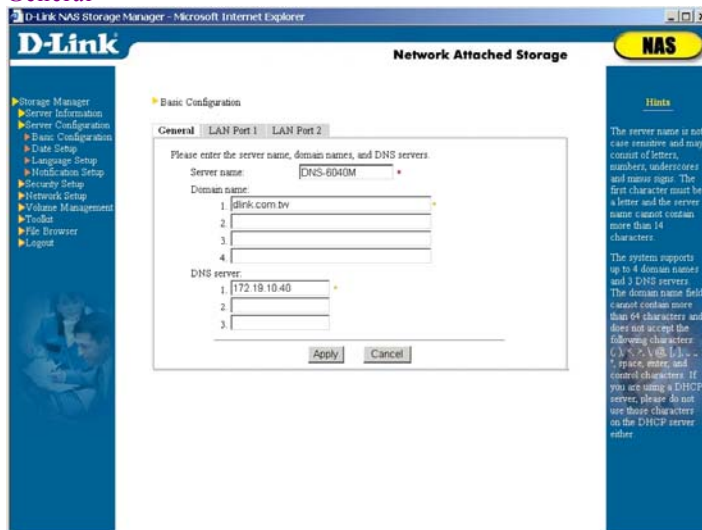 General
D-Link NAS Storage Manager - Microsoft Internet Explorer
D-Link
Network Attached Storage
NAS
Storage Manager
Server Information
Server Configuration
Basic Configuration
Date Setup
Language Setup
Notification Setup
Security Setup
Network Setup
Volume Management
Toolkit
File Browser
Logout
Basic Configuration
General LAN Port 1 LAN Port 2
Please enter the server name, domain names, and DNS servers.
Server name: DNS-6040M *
Domain name:
1. dlink.com.tw *
2.
3.
4.
DNS server:
1. 172.19.10.40 *
2.
3.
Apply Cancel
Hints
The server name is not
case sensitive and may
consist of letters,
numbers, underscores
and minus signs. The
first character must be
a letter and the server
name cannot contain
more than 14
characters.
The system supports
up to 4 domain names
and 3 DNS servers.
The domain name field
cannot contain more
than 64 characters and
does not accept the
following characters:
space, enter, and
control characters. If
you are using a DHCP
server, please do not
use those characters
on the DHCP server
either.